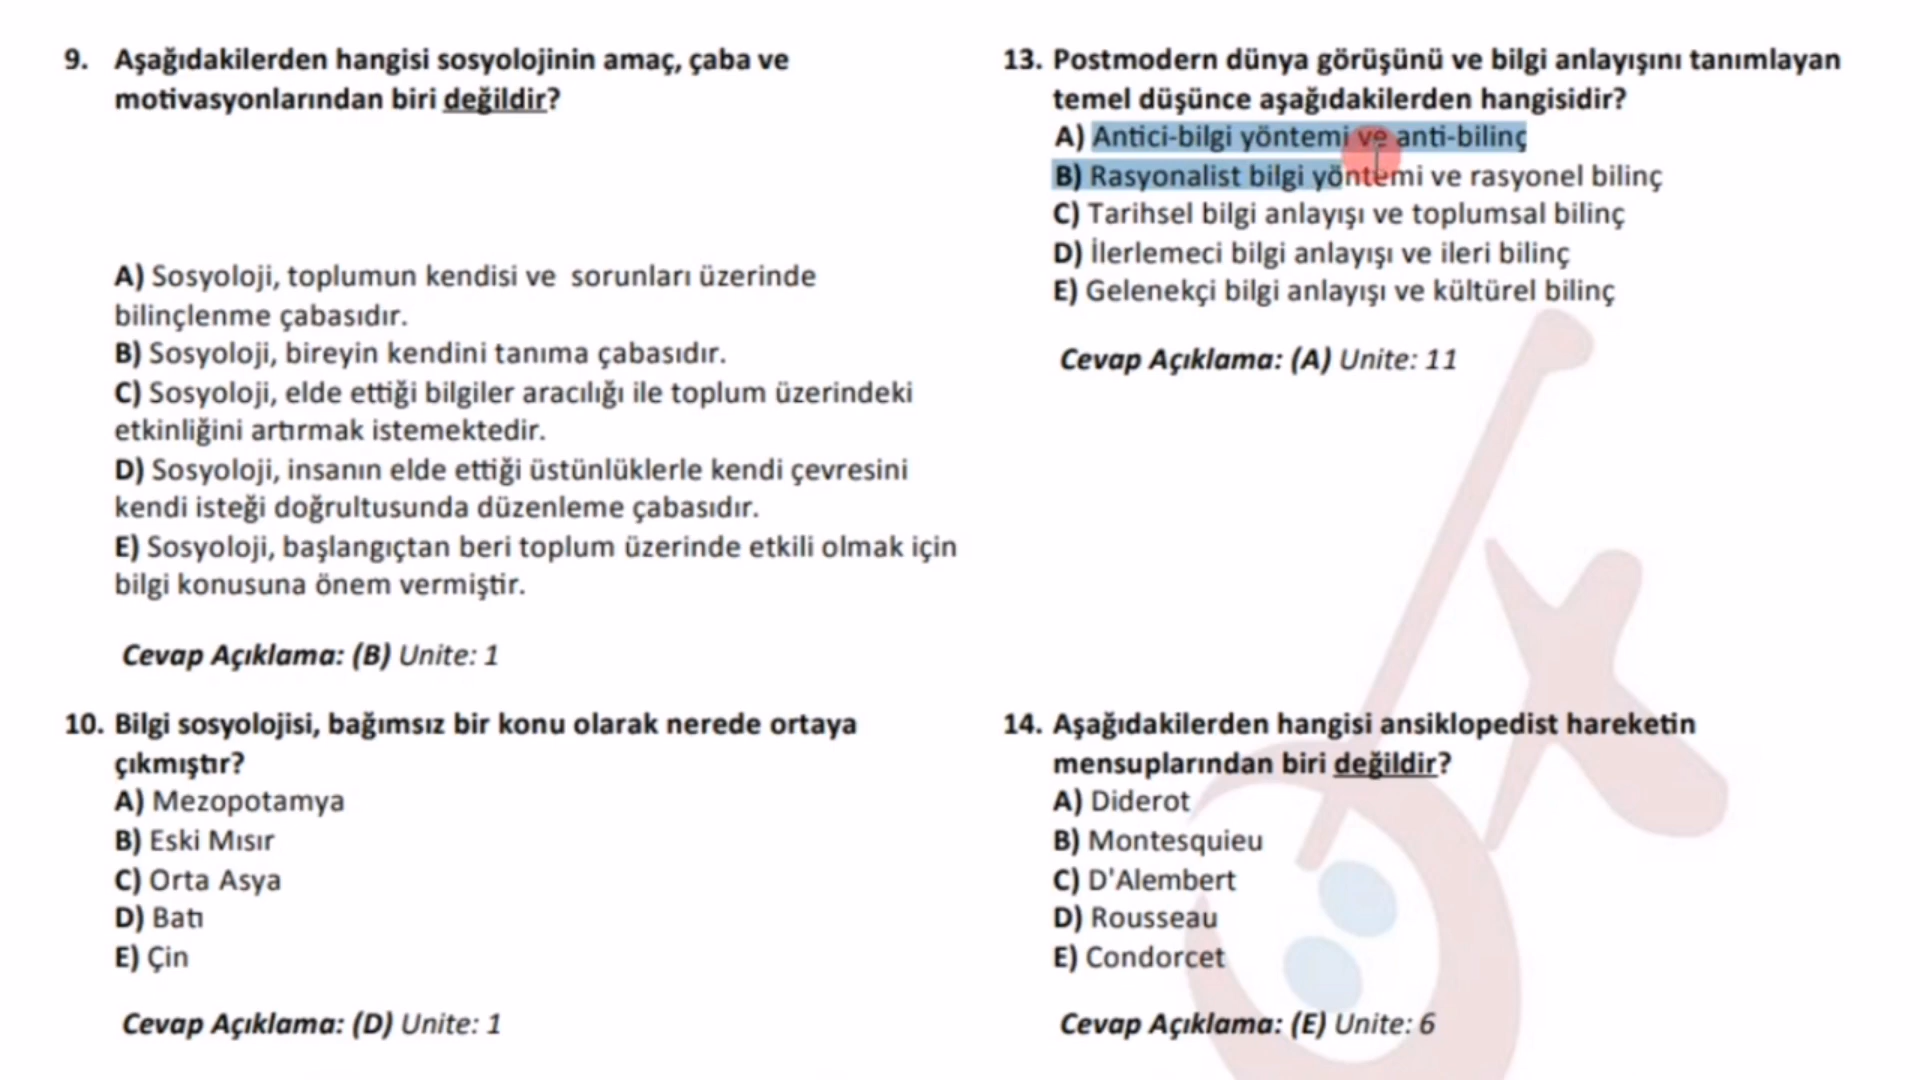 9. Aşağıdakilerden hangisi sosyolojinin amaç, çaba ve
motivasyonlarından biri değildir?
A) Sosyoloji, toplumun kendisi ve sorunları üzerinde
bilinçlenme çabasıdır.
B) Sosyoloji, bireyin kendini tanıma çabasıdır.
C) Sosyoloji, elde ettiği bilgiler aracılığı ile toplum üzerindeki
etkinliğini artırmak istemektedir.
D) Sosyoloji, insanın elde ettiği üstünlüklerle kendi çevresini
kendi isteği doğrultusunda düzenleme çabasıdır.
E) Sosyoloji, başlangıçtan beri toplum üzerinde etkili olmak için
bilgi konusuna önem vermiştir.
Cevap Açıklama: (B) Unite: 1
10. Bilgi sosyolojisi, bağımsız bir konu olarak nerede ortaya
çıkmıştır?
A) Mezopotamya
B) Eski Mısır
C) Orta Asya
D) Batı
E) Çin
Cevap Açıklama: (D) Unite: 1
13. Postmodern dünya görüşünü ve bilgi anlayışını tanımlayan
temel düşünce aşağıdakilerden hangisidir?
A) Antici-bilgi yöntemi ve anti-bilinç
B) Rasyonalist bilgi yöntemi ve rasyonel bilinç
C) Tarihsel bilgi anlayışı ve toplumsal bilinç
D) İlerlemeci bilgi anlayışı ve ileri bilinç
E) Gelenekçi bilgi anlayışı ve kültürel bilinç
Cevap Açıklama: (A) Unite: 11
14. Aşağıdakilerden hangisi ansiklopedist hareketin
mensuplarından biri değildir?
A) Diderot
B) Montesquieu
C) D'Alembert
D) Rousseau
E) Condorcet
Cevap Açıklama: (E) Unite: 6